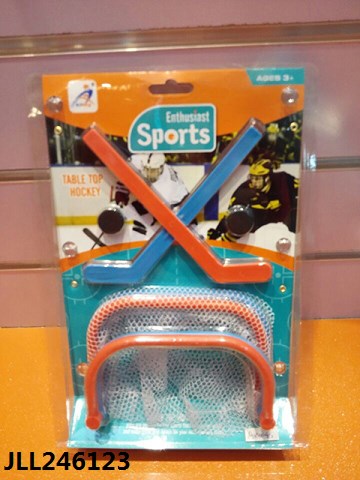 AGES 3+
Enthusiast
Sports
TABLE TOP
HOCKEY
JLL246123